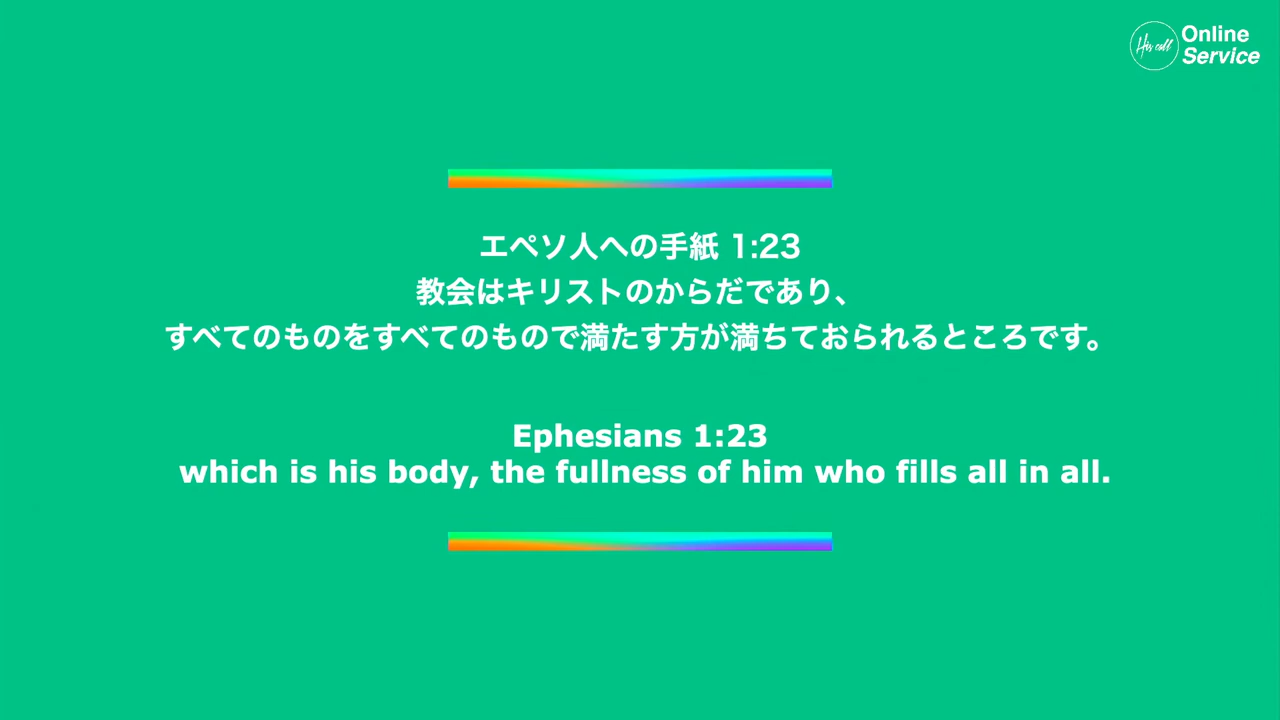 His call
Online
Service
エペソ人への手紙 1:23
教会はキリストのからだであり、
すべてのものをすべてのもので満たす方が満ちておられるところです。
Ephesians 1:23
which is his body, the fullness of him who fills all in all.